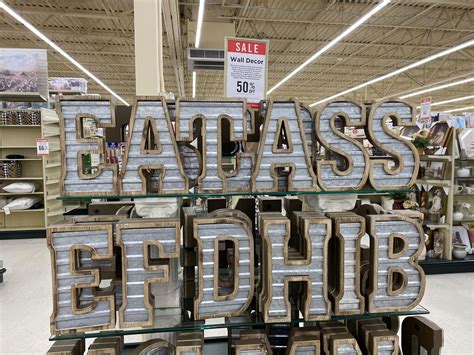 SALE
Wall Decor
50%
EATASS
EFDHIB